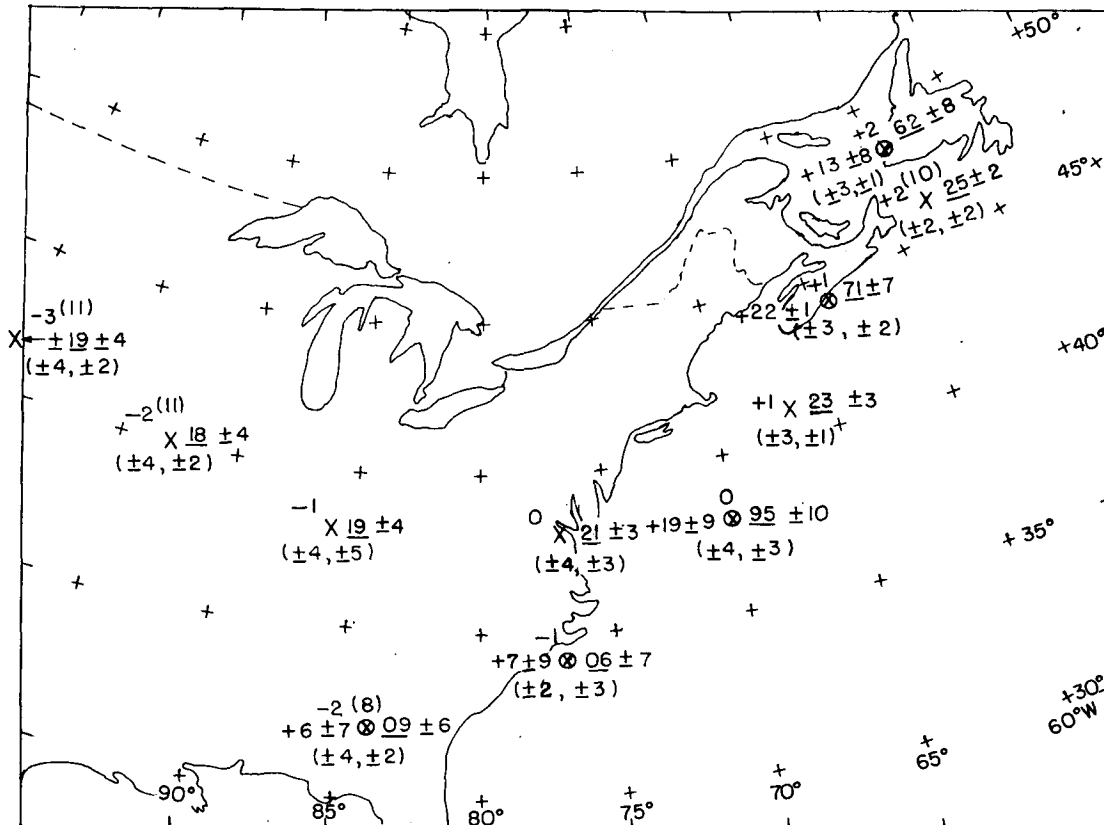 +50°
+2 62 ±8
+13 ±8 ⊗
(±3,±1)
+2 (10)
X 25±2
(±2, ±2)
45°
+1
+22 ±1 ⊗ 71±7
(±3, ±2)
-3 (11)
X ± 19 ±4
(±4, ±2)
+40°
-2 (11)
X 18 ±4
(±4, ±2)
+1 X 23 ±3
(±3, ±1)
-1
X 19 ±4
(±4, ±5)
0
X 21 ±3
(±4, ±3)
0
+19±9 ⊗ 95 ±10
(±4, ±3)
+35°
-1
+7±9 ⊗ 06 ±7
(±2, ±3)
-2 (8)
+6 ±7 ⊗ 09 ±6
(±4, ±2)
+30°
60°W
65°
70°
75°
80°
85°
90°